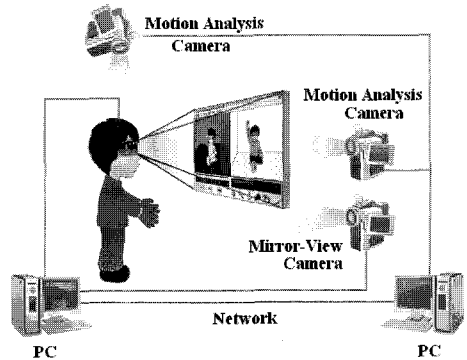 Motion Analysis
Camera
Motion Analysis
Camera
Mirror-View
Camera
Network
PC
PC